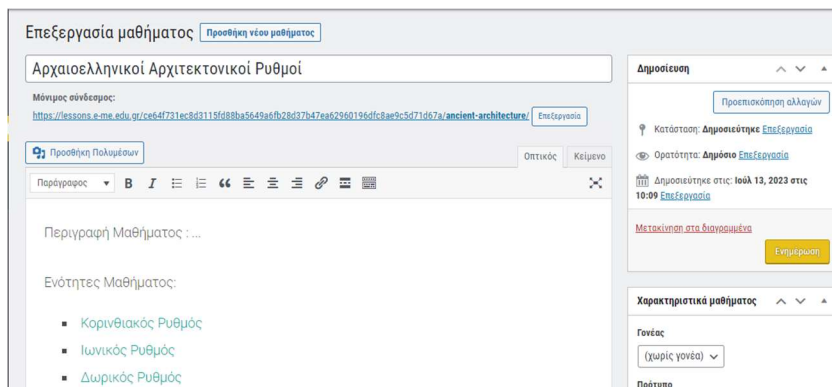 Επεξεργασία μαθήματος Προσθήκη νέου μαθήματος
Αρχαιοελληνικοί Αρχιτεκτονικοί Ρυθμοί
Μόνιμος σύνδεσμος:
https://lessons.e-me.edu.gr/ce64f731ec8d3115fd88ba5649a6fb28d37b47ea62960196dfc8ae9c5d71d67a/ancient-architecture/ Επεξεργασία
Προσθήκη Πολυμέσων
Οπτικός Κείμενο
Παράγραφος B I
Περιγραφή Μαθήματος : ...
Ενότητες Μαθήματος:
Κορινθιακός Ρυθμός
Ιωνικός Ρυθμός
Δωρικός Ρυθμός
Δημοσίευση
Προεπισκόπηση αλλαγών
Κατάσταση: Δημοσιεύτηκε Επεξεργασία
Ορατότητα: Δημόσιο Επεξεργασία
Δημοσιεύτηκε στις: Ιούλ 13, 2023 στις
10:09 Επεξεργασία
Μετακίνηση στα διαγραμμένα
Ενημέρωση
Χαρακτηριστικά μαθήματος
Γονέας
(χωρίς γονέα)
Πρότυπο